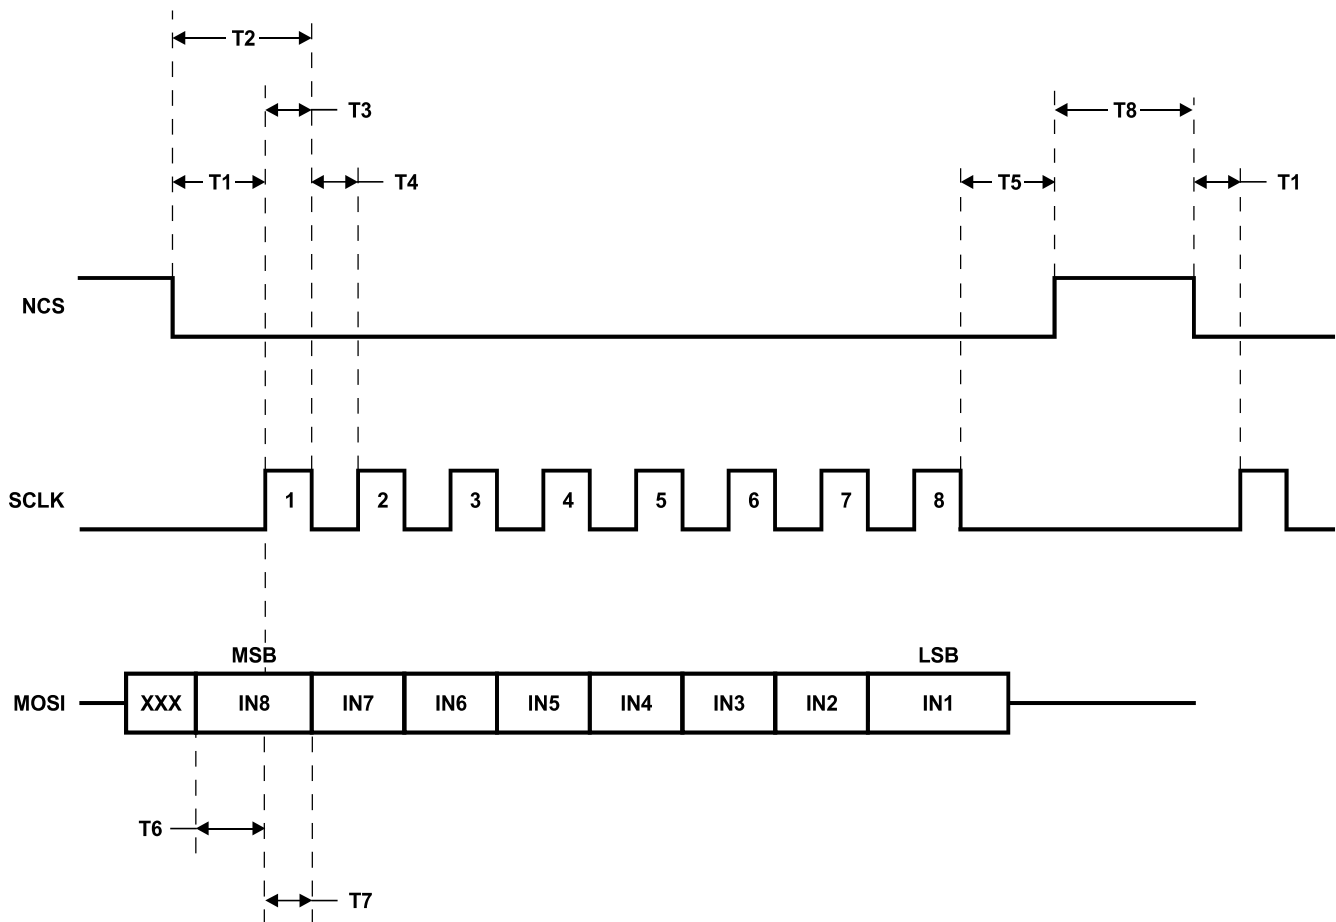 T2
T3
T8
T1
T4
T5
T1
NCS
SCLK 1 2 3 4 5 6 7 8
MSB LSB
MOSI XXX IN8 IN7 IN6 IN5 IN4 IN3 IN2 IN1
T6
T7